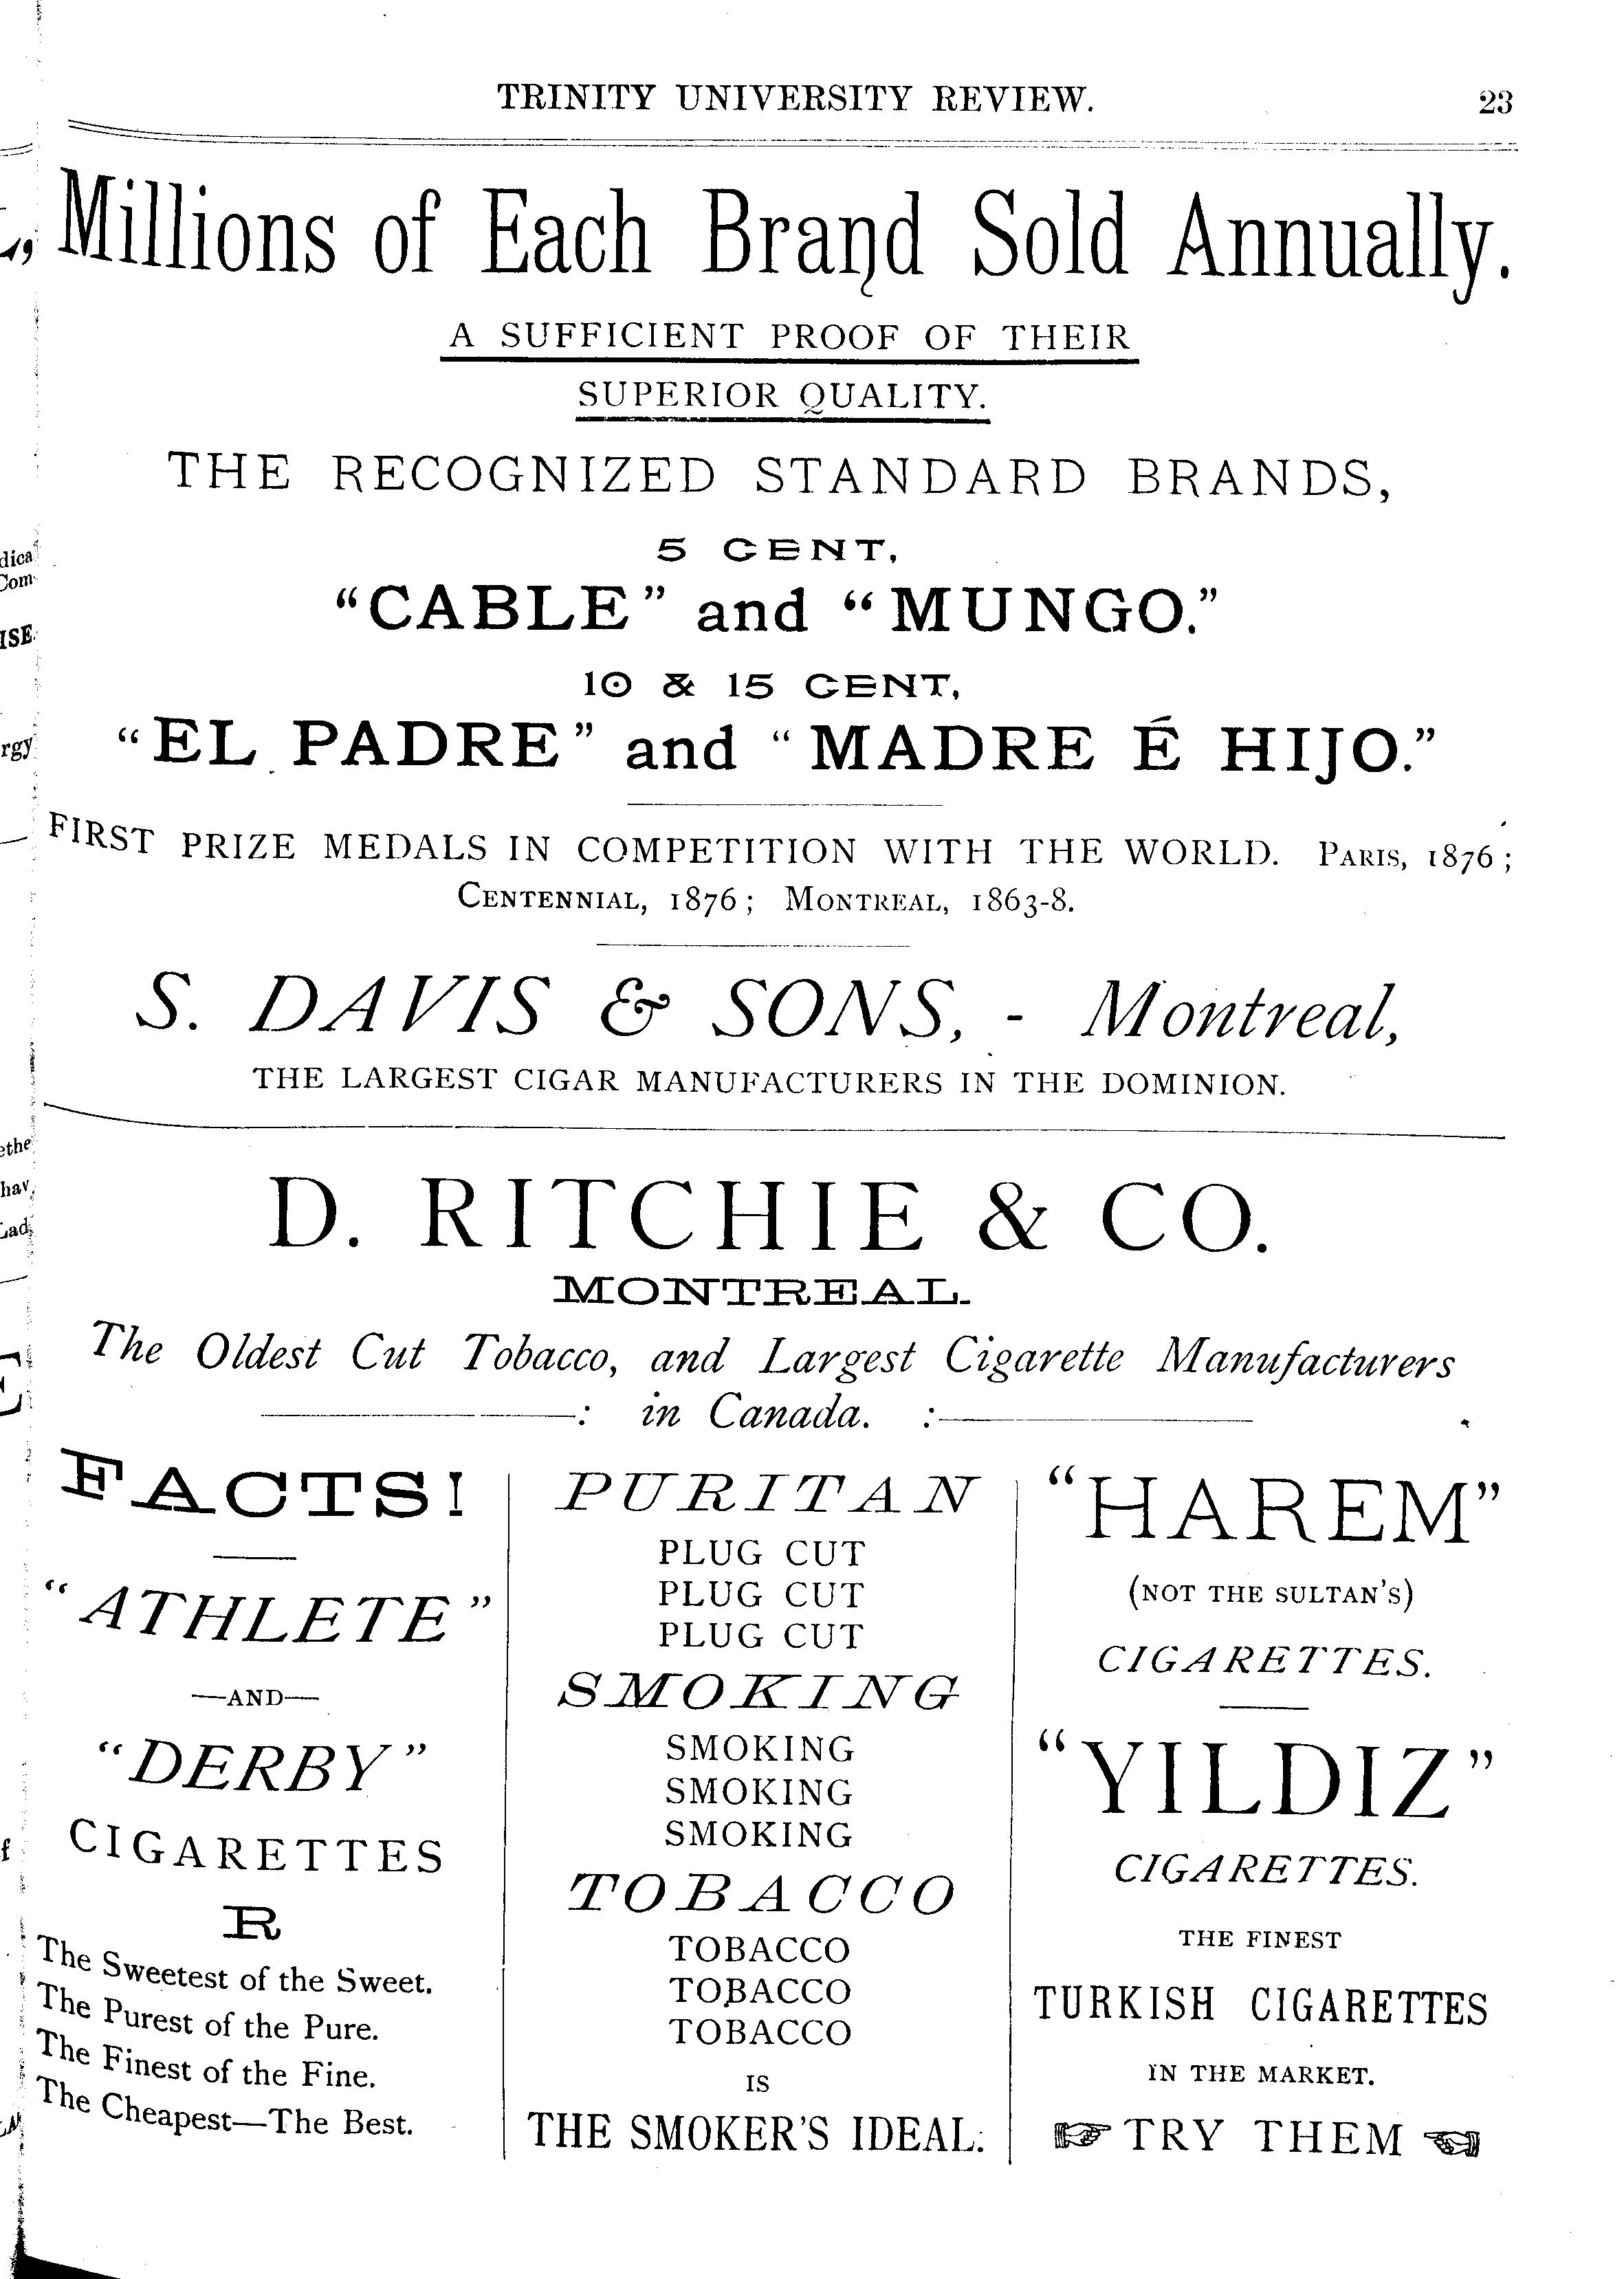 TRINITY UNIVERSITY REVIEW. 23
Millions of Each Brand Sold Annually.
A SUFFICIENT PROOF OF THEIR
SUPERIOR QUALITY.
THE RECOGNIZED STANDARD BRANDS,
5 CENT,
“CABLE” and “MUNGO.”
10 & 15 CENT,
“EL PADRE” and “MADRE É HIJO.”
FIRST PRIZE MEDALS IN COMPETITION WITH THE WORLD. PARIS, 1876;
CENTENNIAL, 1876; MONTREAL, 1863-8.
S. DAVIS & SONS, - Montreal,
THE LARGEST CIGAR MANUFACTURERS IN THE DOMINION.
D. RITCHIE & CO.
MONTREAL.
The Oldest Cut Tobacco, and Largest Cigarette Manufacturers
: in Canada. :
FACTS!
“ATHLETE”
—AND—
“DERBY”
CIGARETTES
R
The Sweetest of the Sweet.
The Purest of the Pure.
The Finest of the Fine.
The Cheapest—The Best.
PURITAN
PLUG CUT
PLUG CUT
PLUG CUT
SMOKING
SMOKING
SMOKING
SMOKING
TOBACCO
TOBACCO
TOBACCO
TOBACCO
IS
THE SMOKER'S IDEAL.
“HAREM”
(NOT THE SULTAN'S)
CIGARETTES.
“YILDIZ”
CIGARETTES.
THE FINEST
TURKISH CIGARETTES
IN THE MARKET.
☞ TRY THEM ☜